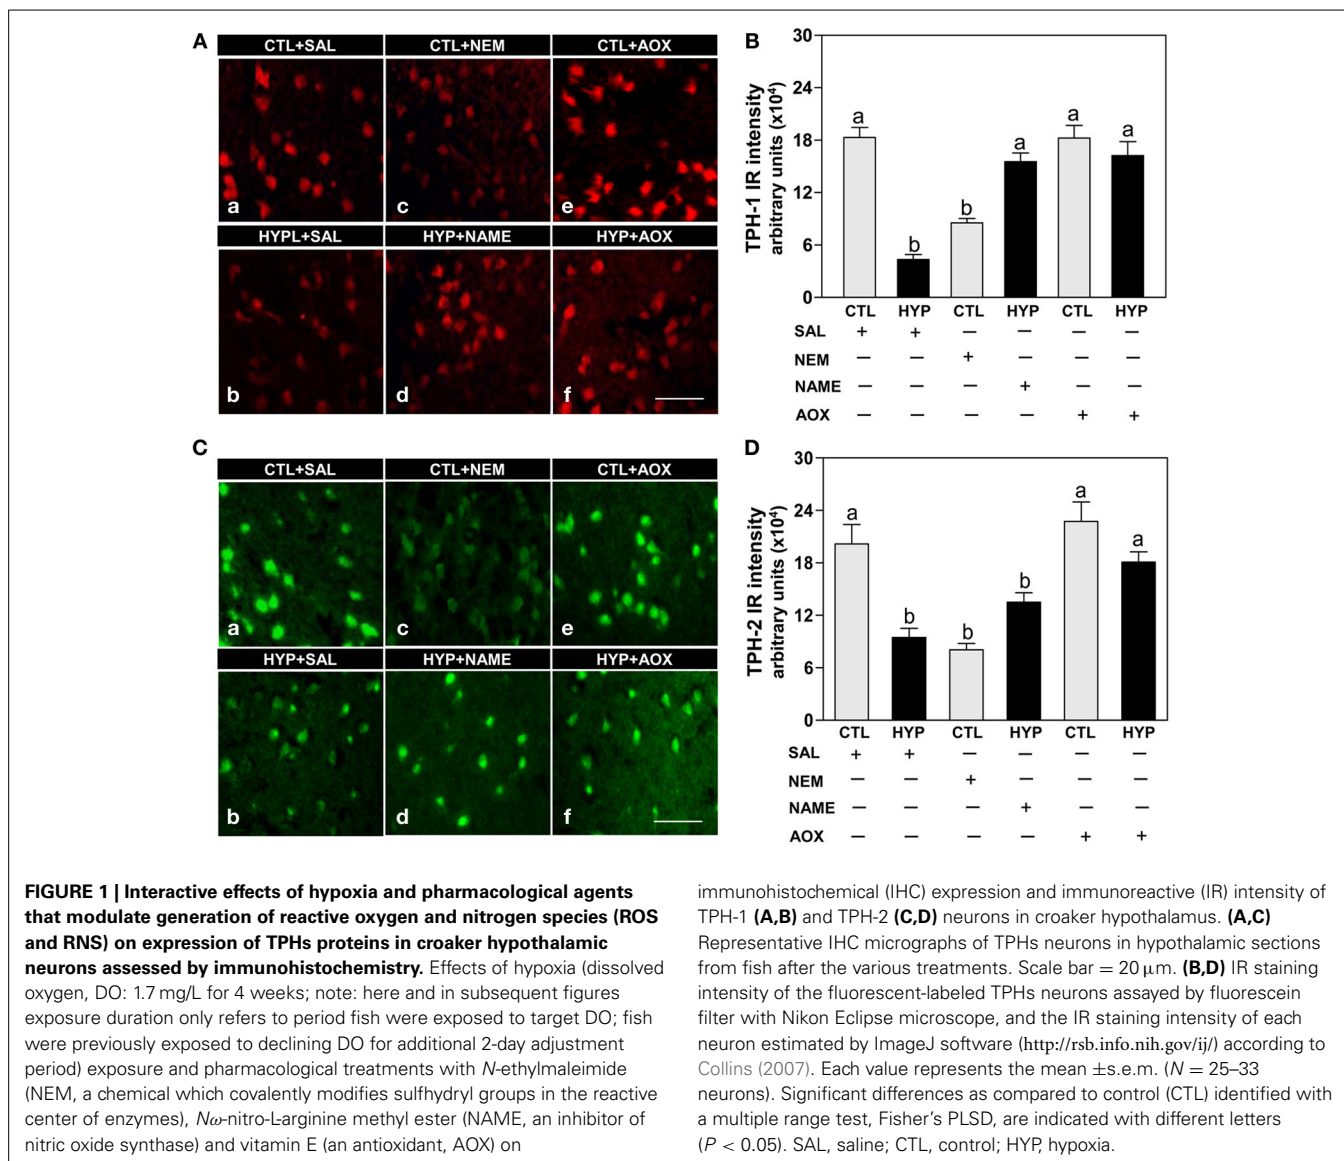 A
CTL+SAL CTL+NEM CTL+AOX
a c e
HYPL+SAL HYP+NAME HYP+AOX
b d f
B
TPH-1 IR intensity
arbitrary units (x10⁴)
30
24
18
12
6
0
a b b a a a
CTL HYP CTL HYP CTL HYP
SAL + + — — — —
NEM — — + — — —
NAME — — — + — —
AOX — — — — + +
C
CTL+SAL CTL+NEM CTL+AOX
a c e
HYP+SAL HYP+NAME HYP+AOX
b d f
D
TPH-2 IR intensity
arbitrary units (x10⁴)
30
24
18
12
6
0
a b b b a a
CTL HYP CTL HYP CTL HYP
SAL + + — — — —
NEM — — + — — —
NAME — — — + — —
AOX — — — — + +
FIGURE 1 | Interactive effects of hypoxia and pharmacological agents
that modulate generation of reactive oxygen and nitrogen species (ROS
and RNS) on expression of TPHs proteins in croaker hypothalamic
neurons assessed by immunohistochemistry. Effects of hypoxia (dissolved
oxygen, DO: 1.7 mg/L for 4 weeks; note: here and in subsequent figures
exposure duration only refers to period fish were exposed to target DO; fish
were previously exposed to declining DO for additional 2-day adjustment
period) exposure and pharmacological treatments with N-ethylmaleimide
(NEM, a chemical which covalently modifies sulfhydryl groups in the reactive
center of enzymes), Nω-nitro-L-arginine methyl ester (NAME, an inhibitor of
nitric oxide synthase) and vitamin E (an antioxidant, AOX) on
immunohistochemical (IHC) expression and immunoreactive (IR) intensity of
TPH-1 (A,B) and TPH-2 (C,D) neurons in croaker hypothalamus. (A,C)
Representative IHC micrographs of TPHs neurons in hypothalamic sections
from fish after the various treatments. Scale bar = 20 μm. (B,D) IR staining
intensity of the fluorescent-labeled TPHs neurons assayed by fluorescein
filter with Nikon Eclipse microscope, and the IR staining intensity of each
neuron estimated by ImageJ software (http://rsb.info.nih.gov/ij/) according to
Collins (2007). Each value represents the mean ±s.e.m. (N = 25–33
neurons). Significant differences as compared to control (CTL) identified with
a multiple range test, Fisher's PLSD, are indicated with different letters
(P < 0.05). SAL, saline; CTL, control; HYP, hypoxia.